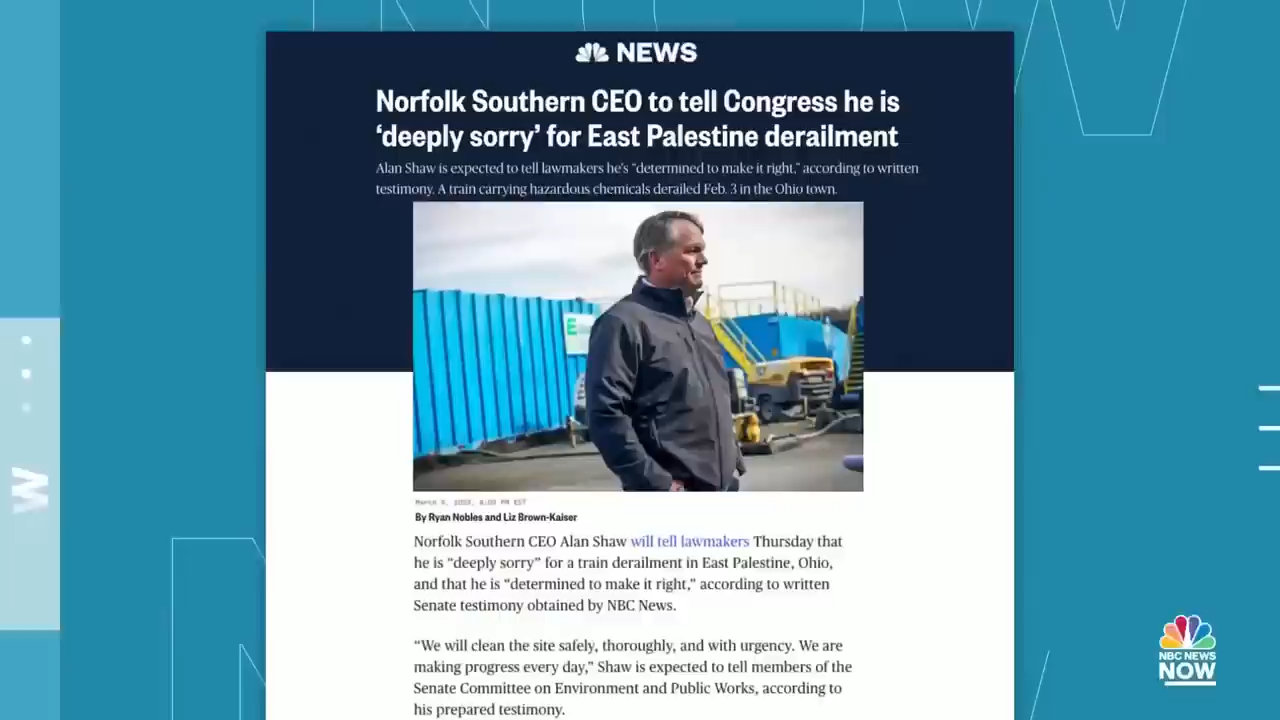 NEWS
Norfolk Southern CEO to tell Congress he is
‘deeply sorry’ for East Palestine derailment
Alan Shaw is expected to tell lawmakers he's “determined to make it right,” according to written
testimony. A train carrying hazardous chemicals derailed Feb. 3 in the Ohio town.
E
By Ryan Nobles and Liz Brown-Kaiser
Norfolk Southern CEO Alan Shaw will tell lawmakers Thursday that
he is “deeply sorry” for a train derailment in East Palestine, Ohio,
and that he is “determined to make it right,” according to written
Senate testimony obtained by NBC News.
“We will clean the site safely, thoroughly, and with urgency. We are
making progress every day,” Shaw is expected to tell members of the
Senate Committee on Environment and Public Works, according to
his prepared testimony.
W
NBC NEWS
NOW